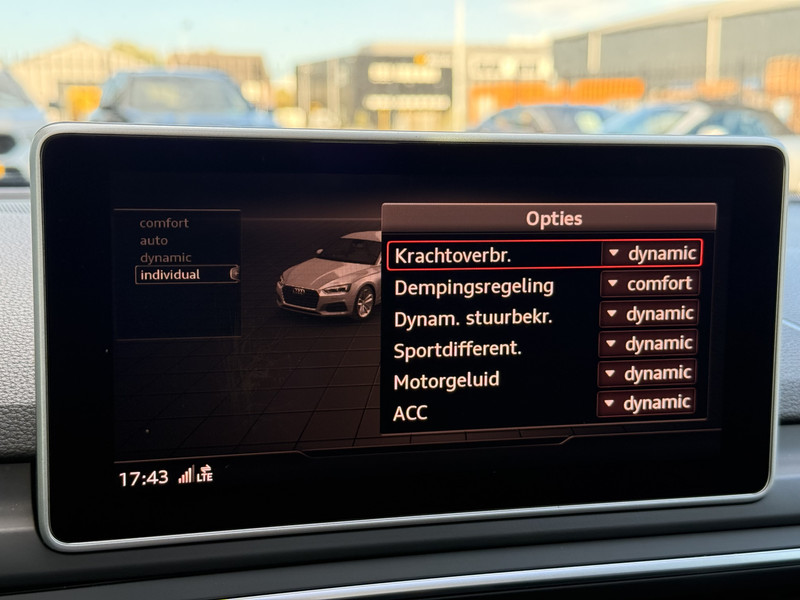 comfort
auto
dynamic
individual
Opties
Krachtoverbr. dynamic
Dempingsregeling comfort
Dynam. stuurbekr. dynamic
Sportdifferent. dynamic
Motorgeluid dynamic
ACC dynamic
17:43 LTE